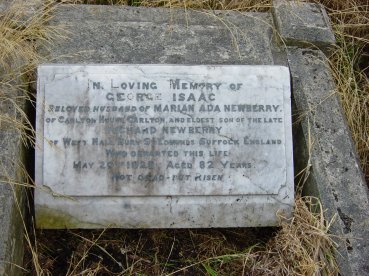 IN LOVING MEMORY OF
GEORGE ISAAC
BELOVED HUSBAND OF MARIAN ADA NEWBERRY,
OF CARLTON HOUSE, CARLTON, AND ELDEST SON OF THE LATE
RICHARD NEWBERRY
OF WEST HALL BURY ST EDMUNDS SUFFOLK ENGLAND
WHO DEPARTED THIS LIFE
MAY AGED 82 YEARS
NOT DEAD - BUT RISEN